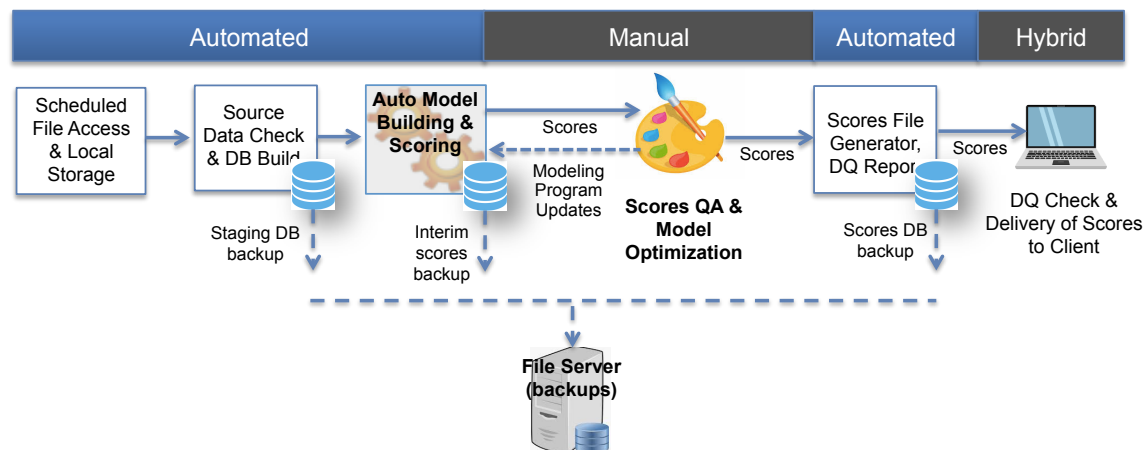 Automated
Manual
Automated
Hybrid
Scheduled
File Access
& Local
Storage
Source
Data Check
& DB Build
Auto Model
Building &
Scoring
Scores
Modeling
Program
Updates
Scores QA &
Model
Optimization
Scores
Scores File
Generator,
DQ Repor
Scores
DQ Check &
Delivery of Scores
to Client
Staging DB
backup
Interim
scores
backup
Scores DB
backup
File Server
(backups)